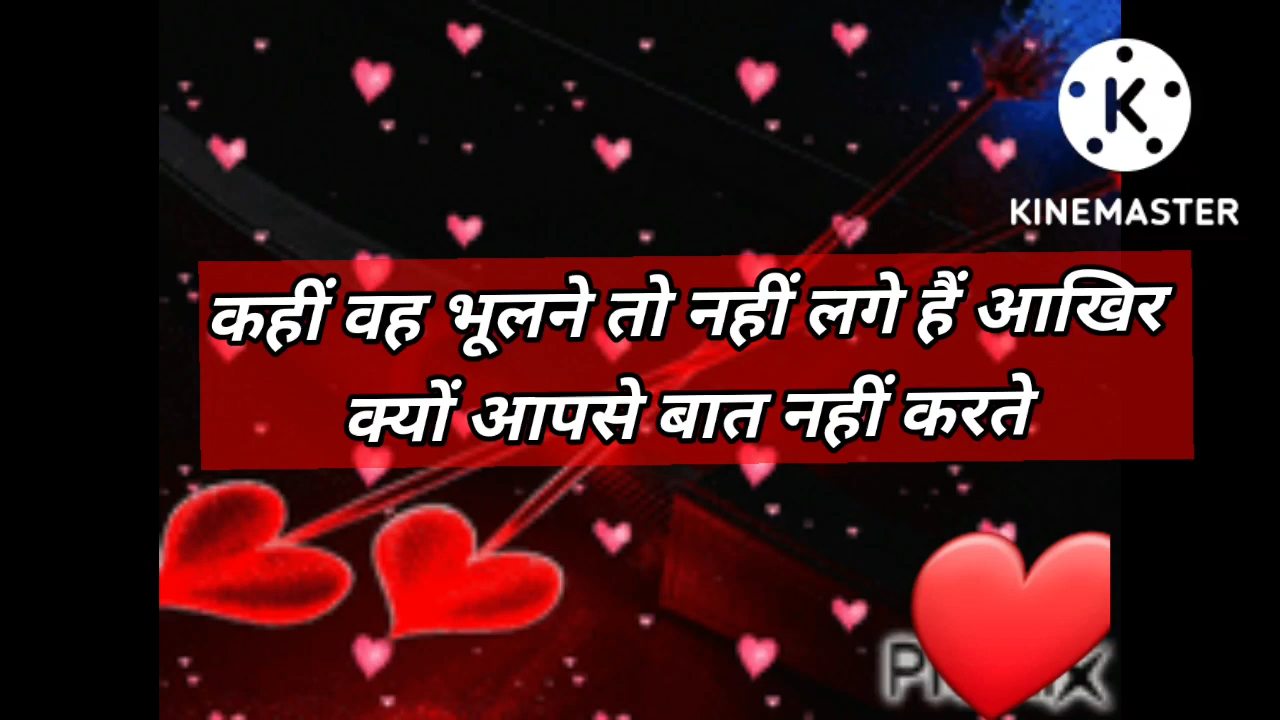 K
KINEMASTER
कहीं वह भूलने तो नहीं लगे हैं आखिर
क्यों आपसे बात नहीं करते